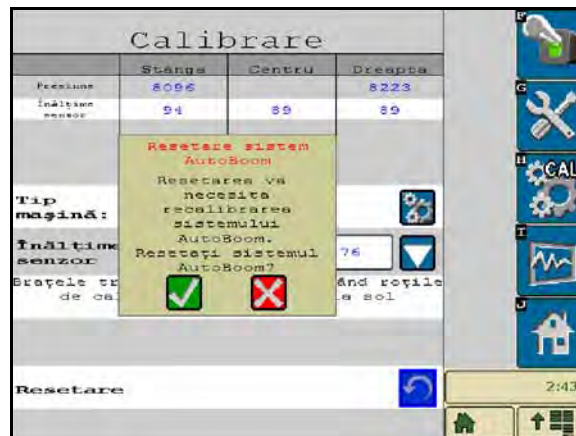 Calibrare
Stânga Centru Dreapta
Presiune 8096 8223
Înălțime senzor 94 89 89
Resetare sistem
AutoBoom
Resetarea va
necesita
recalibrarea
sistemului
AutoBoom.
Resetați sistemul
AutoBoom?
Tip
mașină:
Înălțime
senzor 76
Brațele tr ând roțile
de cal a sol
Resetare
F
G
H
CAL
I
J
2:43